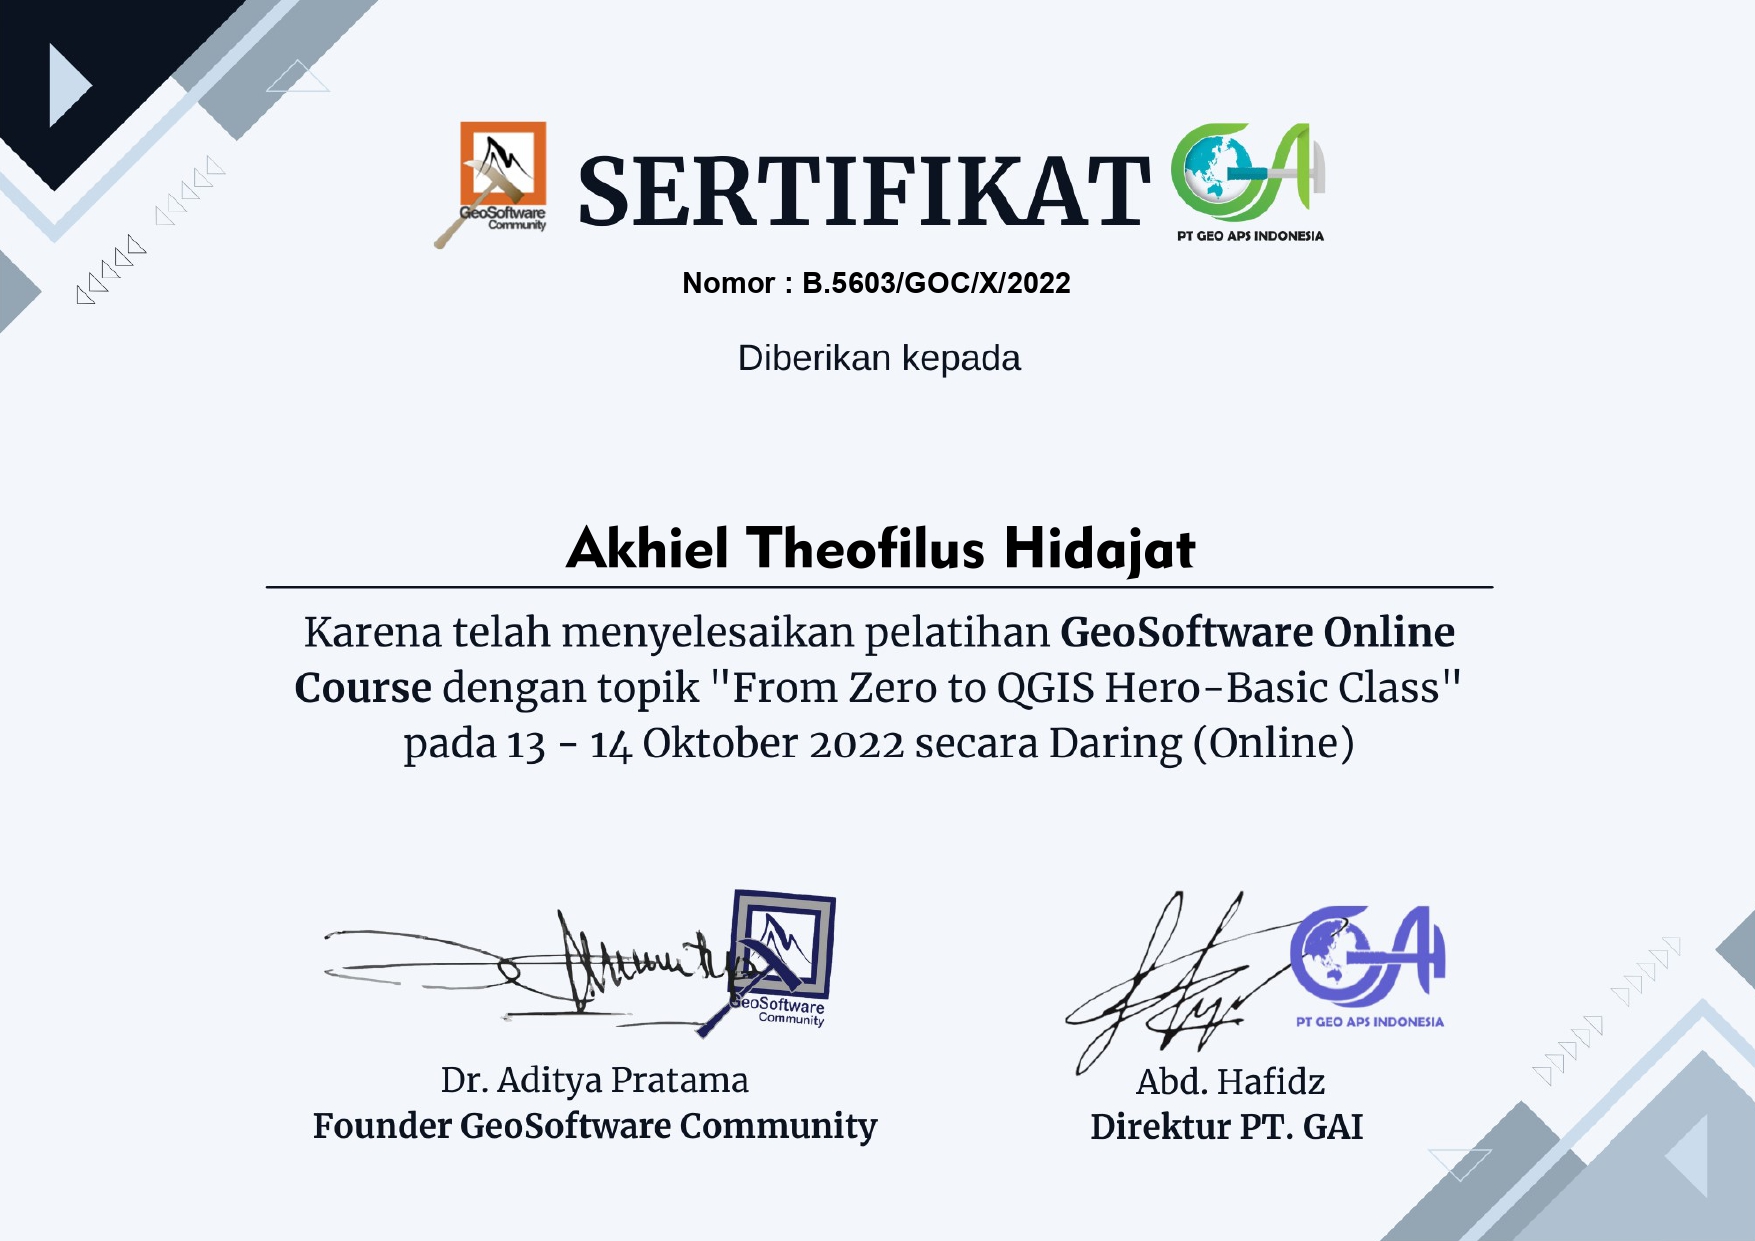 GeoSoftware
Community
SERTIFIKAT
PT GEO APS INDONESIA
Nomor : B.5603/GOC/X/2022
Diberikan kepada
Akhiel Theofilus Hidajat
Karena telah menyelesaikan pelatihan GeoSoftware Online
Course dengan topik "From Zero to QGIS Hero-Basic Class"
pada 13 - 14 Oktober 2022 secara Daring (Online)
GeoSoftware
Community
PT GEO APS INDONESIA
Dr. Aditya Pratama
Founder GeoSoftware Community
Abd. Hafidz
Direktur PT. GAI